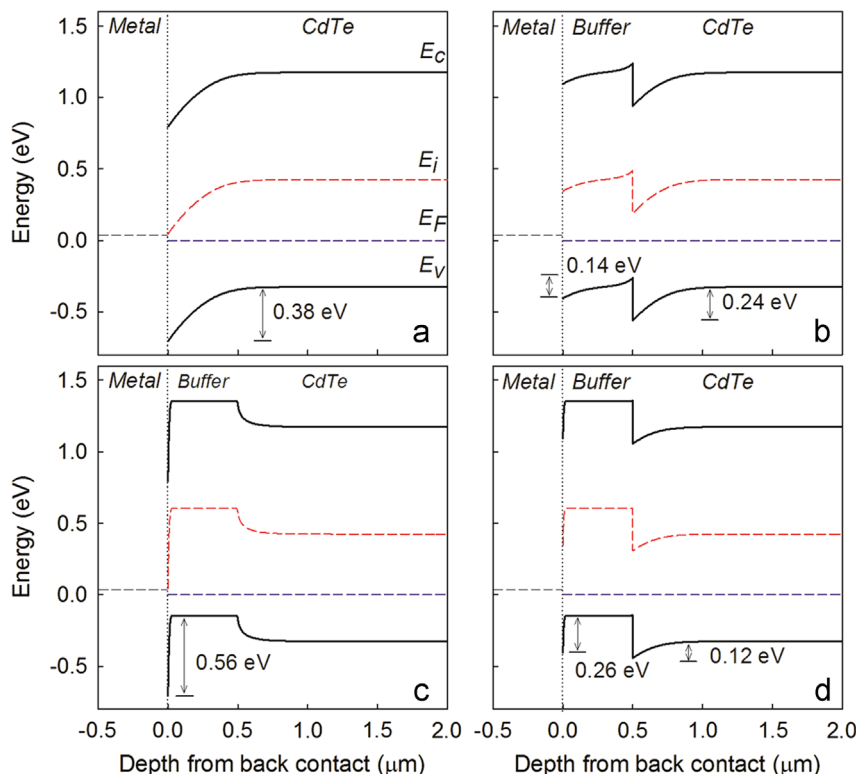 1.5
Metal
CdTe
Metal
Buffer
CdTe
E_C
1.0
Energy (eV)
0.5
E_i
E_F
0.0
E_V
0.38 eV
0.14 eV
0.24 eV
-0.5
a
b
1.5
Metal
Buffer
CdTe
Metal
Buffer
CdTe
1.0
Energy (eV)
0.5
0.0
0.56 eV
0.26 eV
0.12 eV
-0.5
c
d
-0.5 0.0 0.5 1.0 1.5 2.0
-0.5 0.0 0.5 1.0 1.5 2.0
Depth from back contact (μm)
Depth from back contact (μm)